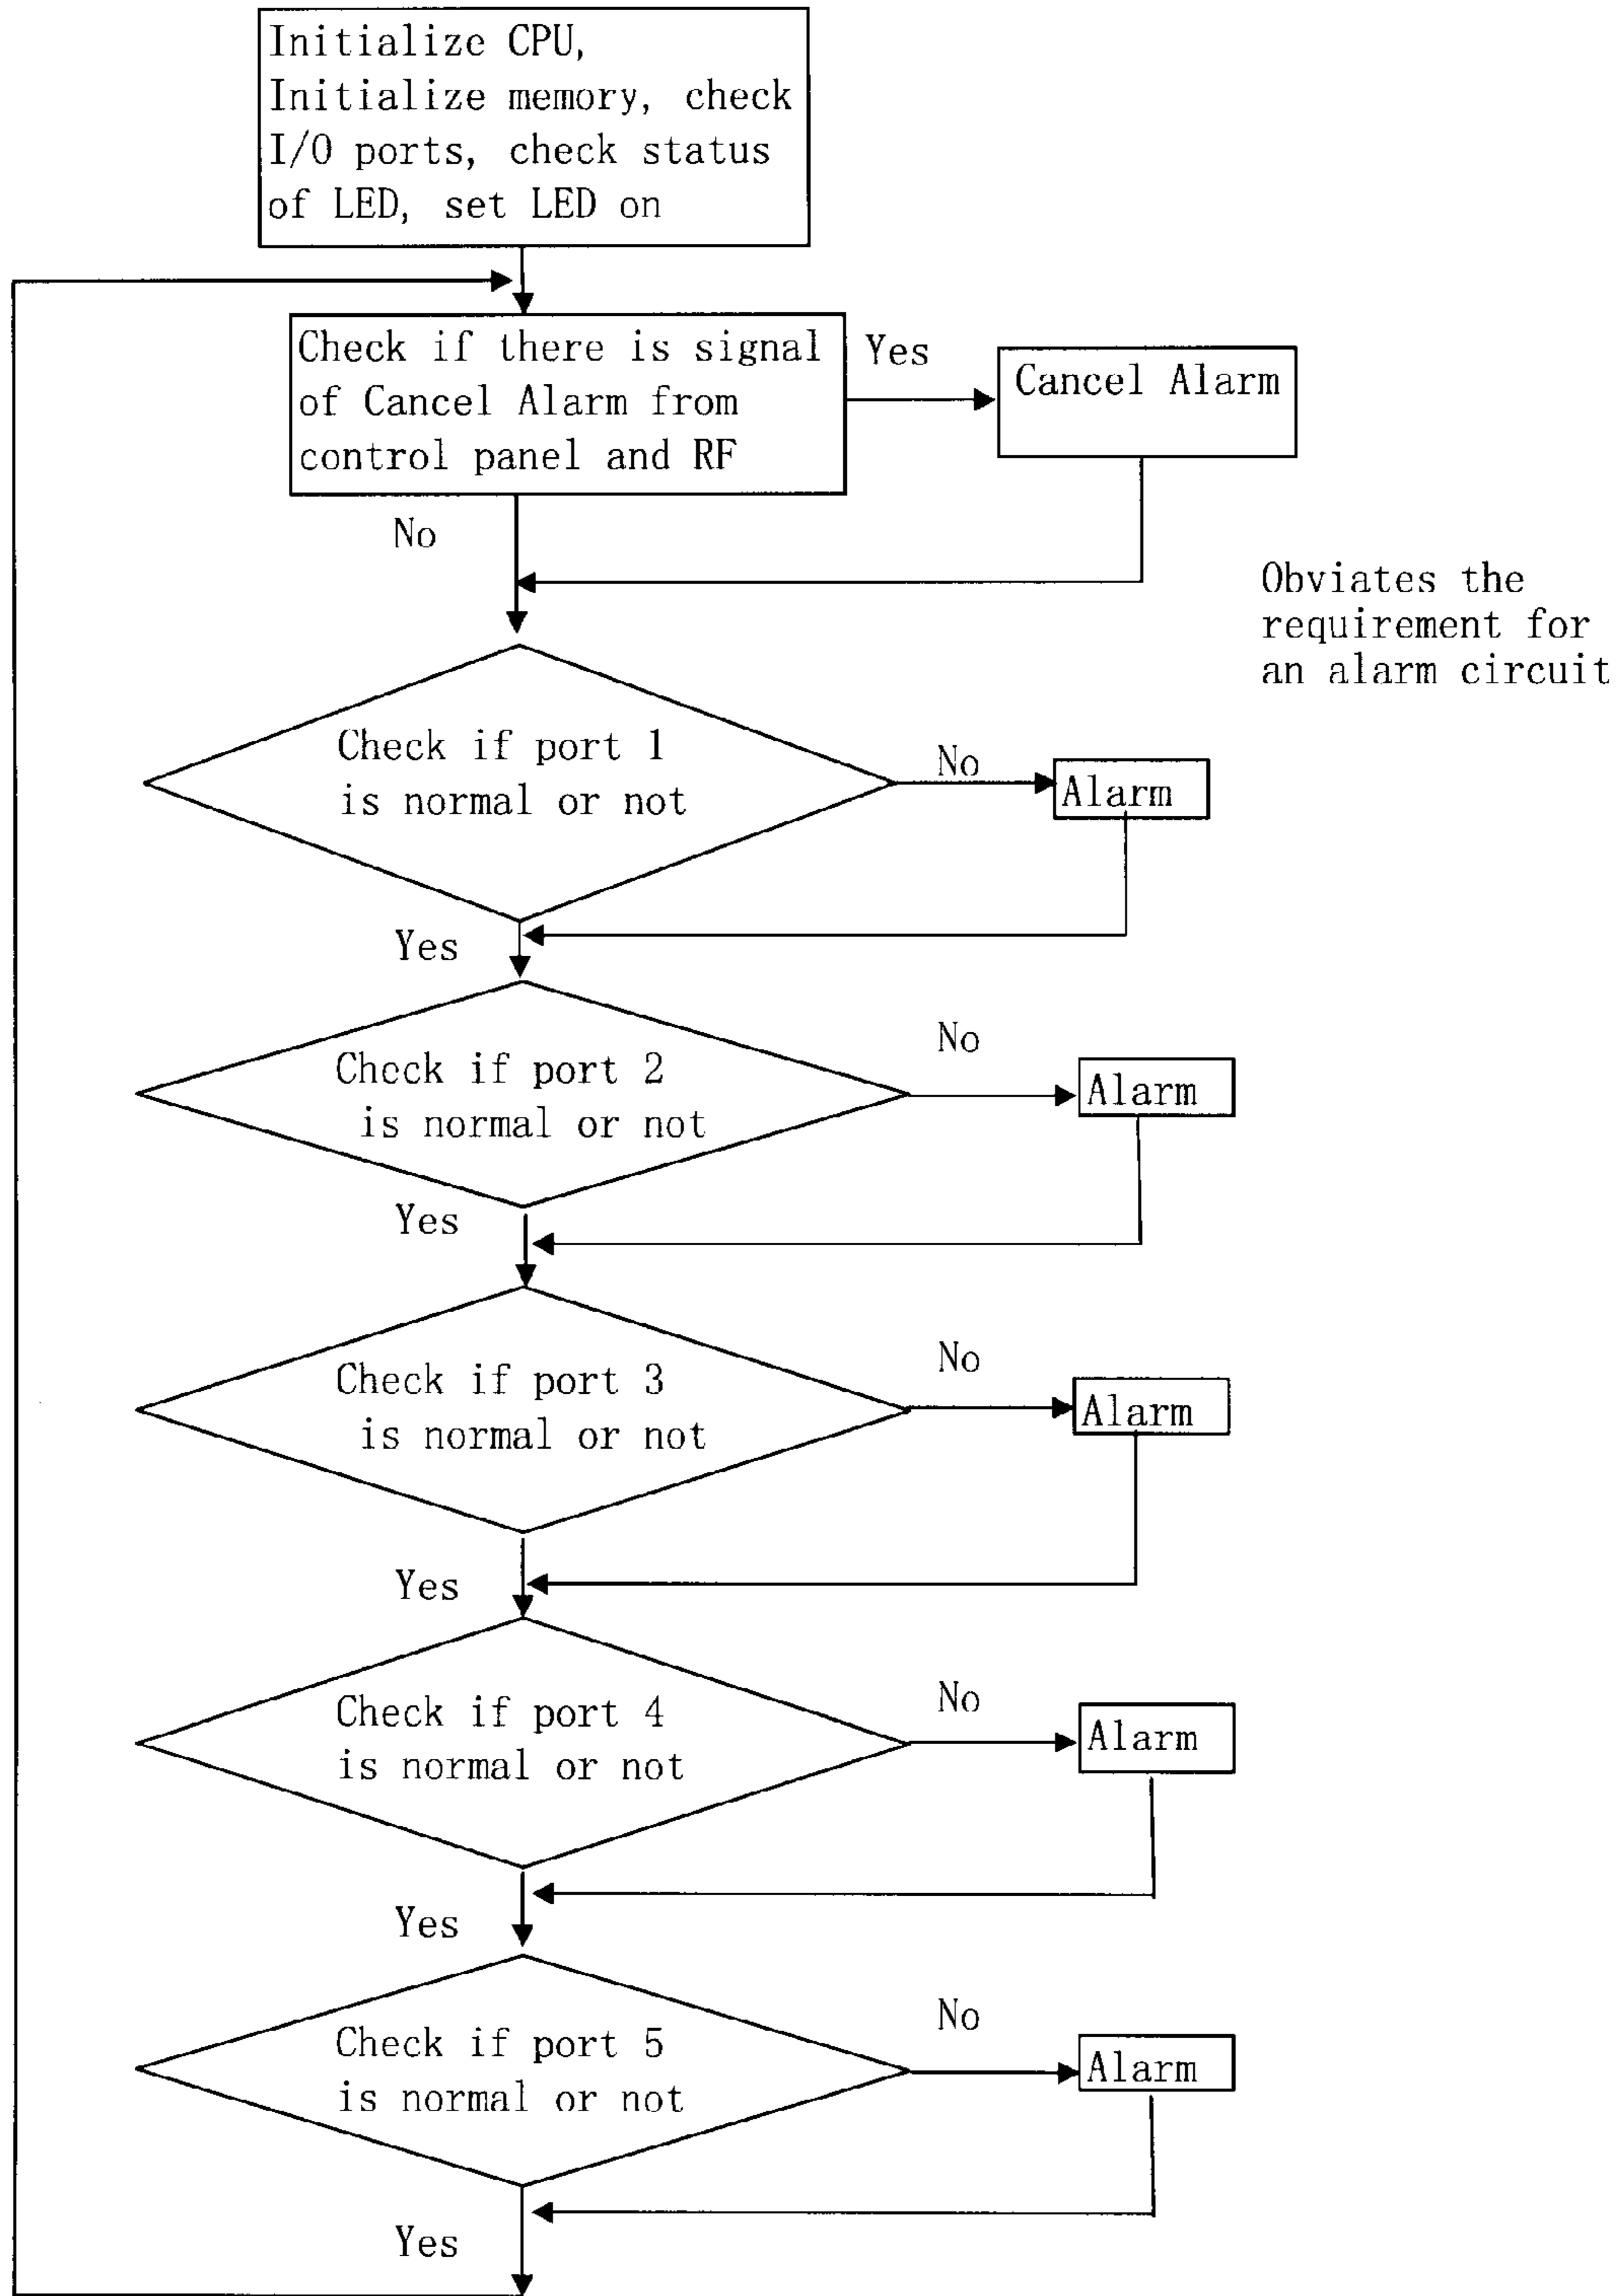 Initialize CPU,
Initialize memory, check
I/O ports, check status
of LED, set LED on
Check if there is signal
of Cancel Alarm from
control panel and RF
Yes
Cancel Alarm
No
Obviates the
requirement for
an alarm circuit
Check if port 1
is normal or not
No
Alarm
Yes
Check if port 2
is normal or not
No
Alarm
Yes
Check if port 3
is normal or not
No
Alarm
Yes
Check if port 4
is normal or not
No
Alarm
Yes
Check if port 5
is normal or not
No
Alarm
Yes